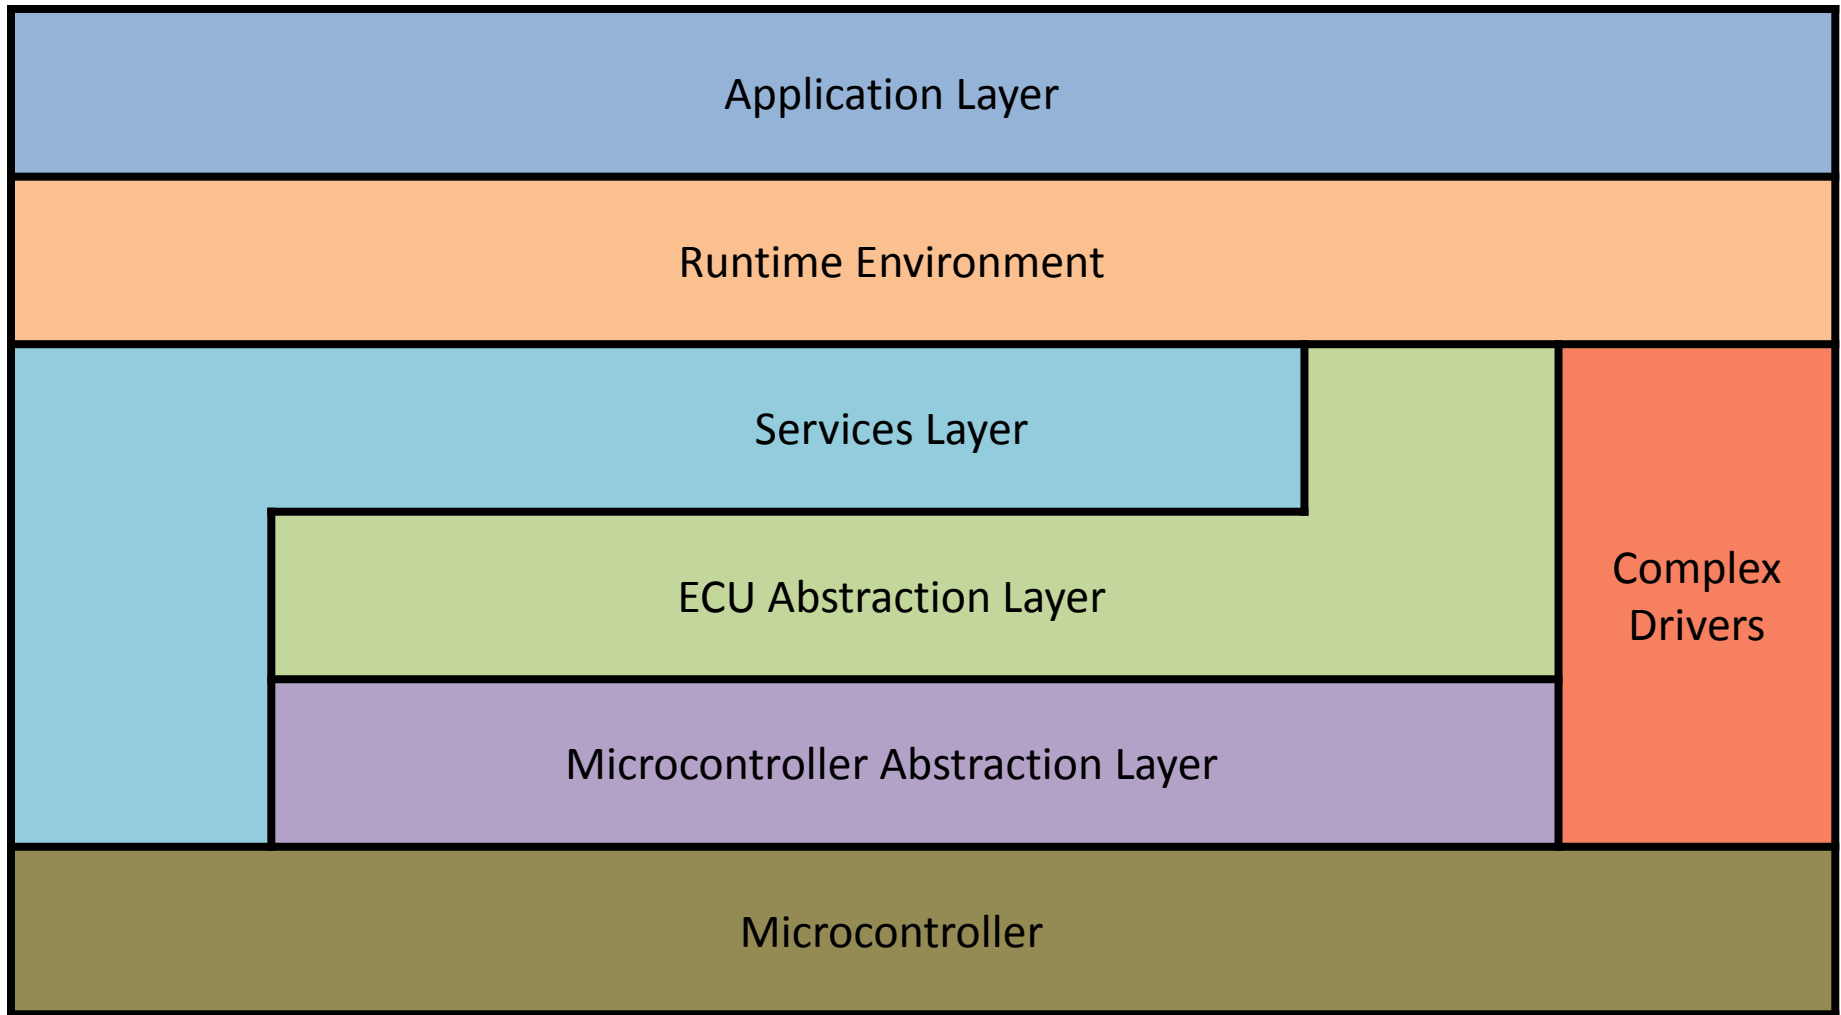 Application Layer
Runtime Environment
Services Layer
ECU Abstraction Layer
Complex
Drivers
Microcontroller Abstraction Layer
Microcontroller